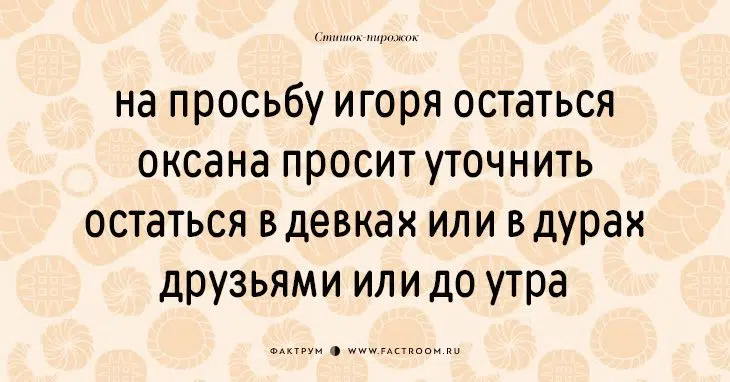 Стишок-пирожок
на просьбу игоря остаться
оксана просит уточнить
остаться в девках или в дурах
друзьями или до утра
ФАКТРУМ WWW.FACTROOM.RU